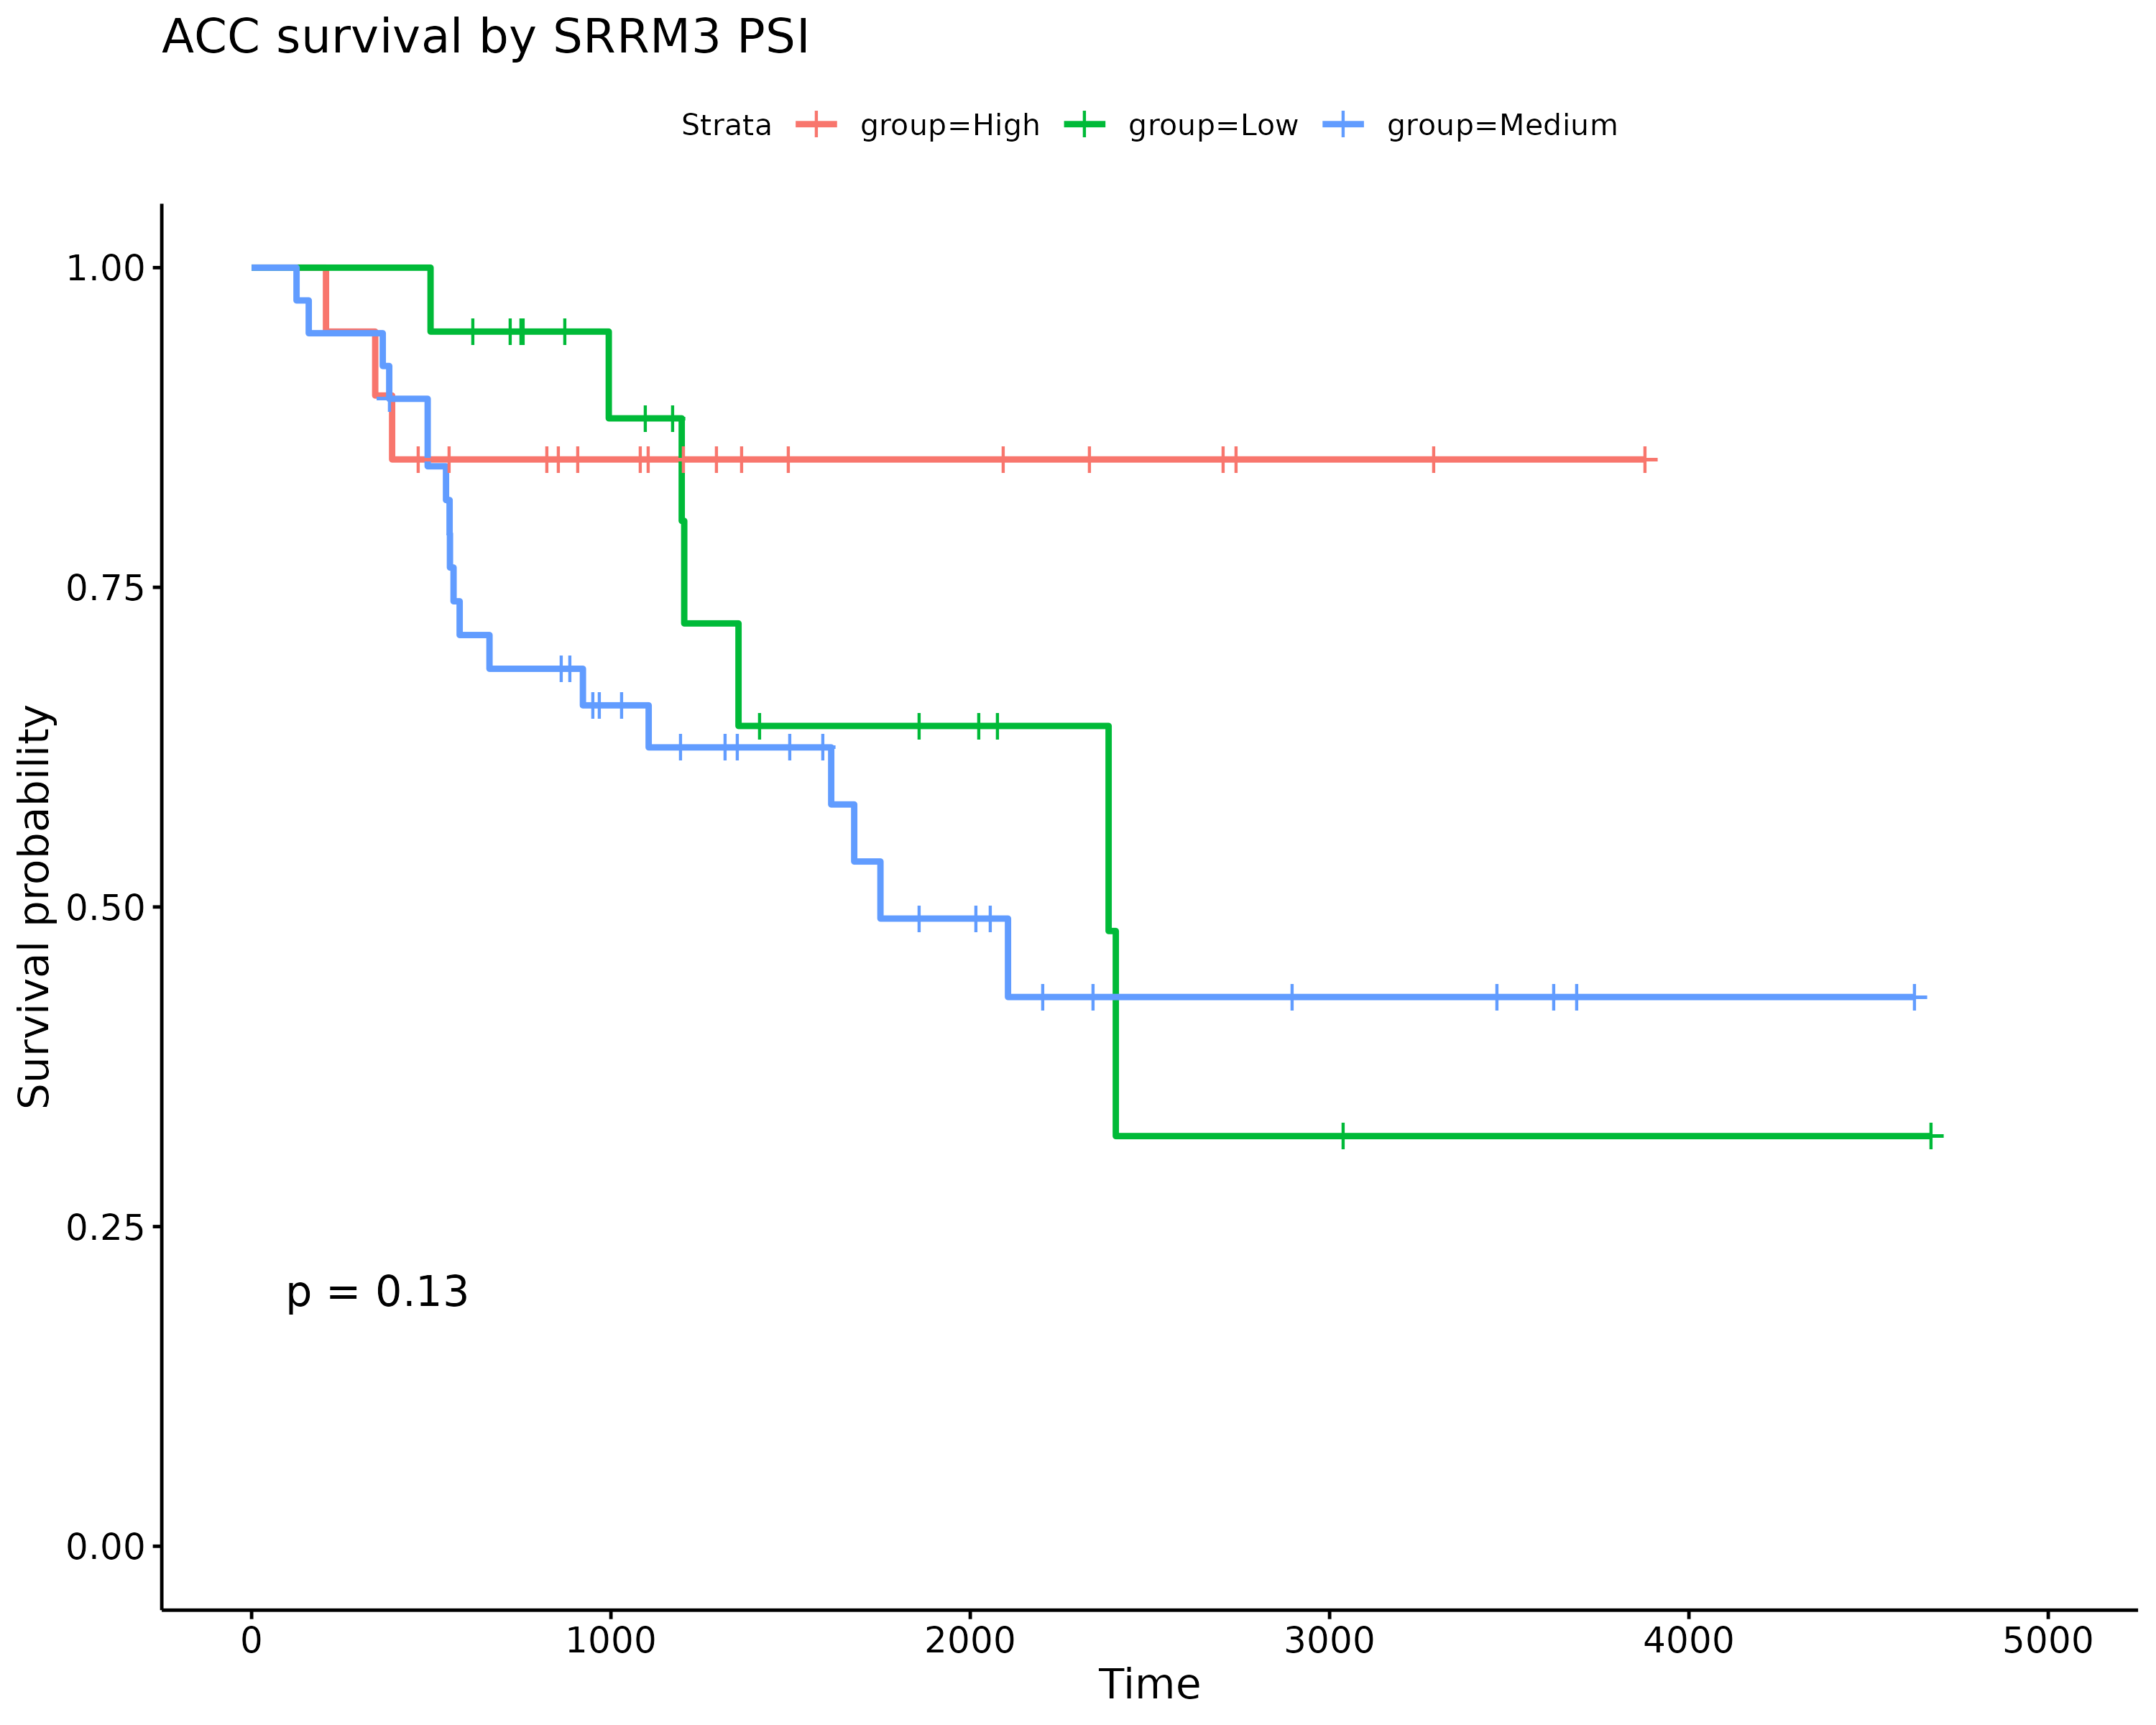 ACC survival by SRRM3 PSI
Strata group=High group=Low group=Medium
Survival probability
1.00
0.75
0.50
0.25
0.00
p = 0.13
0 1000 2000 3000 4000 5000
Time